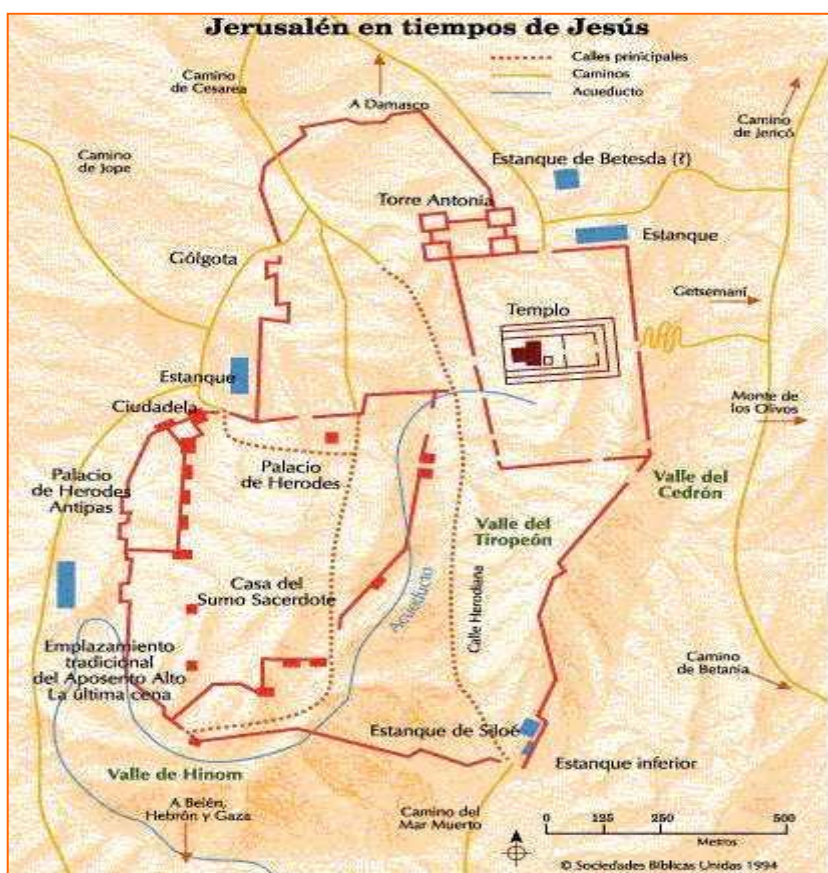 Jerusalén en tiempos de Jesús
Calles prinicipales
Caminos
Acueducto
Camino
de Cesarea
A Damasco
Camino
de Jericó
Camino
de Jope
Estanque de Betesda (?)
Torre Antonia
Estanque
Gólgota
Getsemaní
Templo
Estanque
Ciudadela
Monte de
los Olivos
Palacio
de Herodes
Antipas
Palacio
de Herodes
Valle del
Cedrón
Valle del
Tiropeón
Casa del
Sumo Sacerdote
Acueducto
Calle Herodiana
Emplazamiento
tradicional
del Aposento Alto
La última cena
Camino
de Betania
Estanque de Siloé
Estanque inferior
Valle de Hinom
A Belén,
Hebrón y Gaza
Camino del
Mar Muerto
0 125 250 500
Metros
© Sociedades Bíblicas Unidas 1994